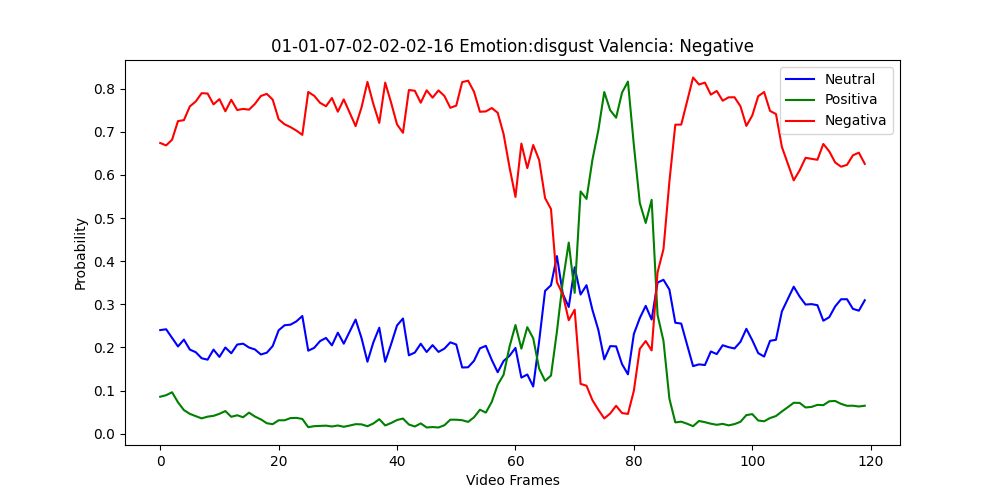 01-01-07-02-02-02-16 Emotion:disgust Valencia: Negative
Neutral
Positiva
Negativa
Probability
0.8
0.7
0.6
0.5
0.4
0.3
0.2
0.1
0.0
0 20 40 60 80 100 120
Video Frames